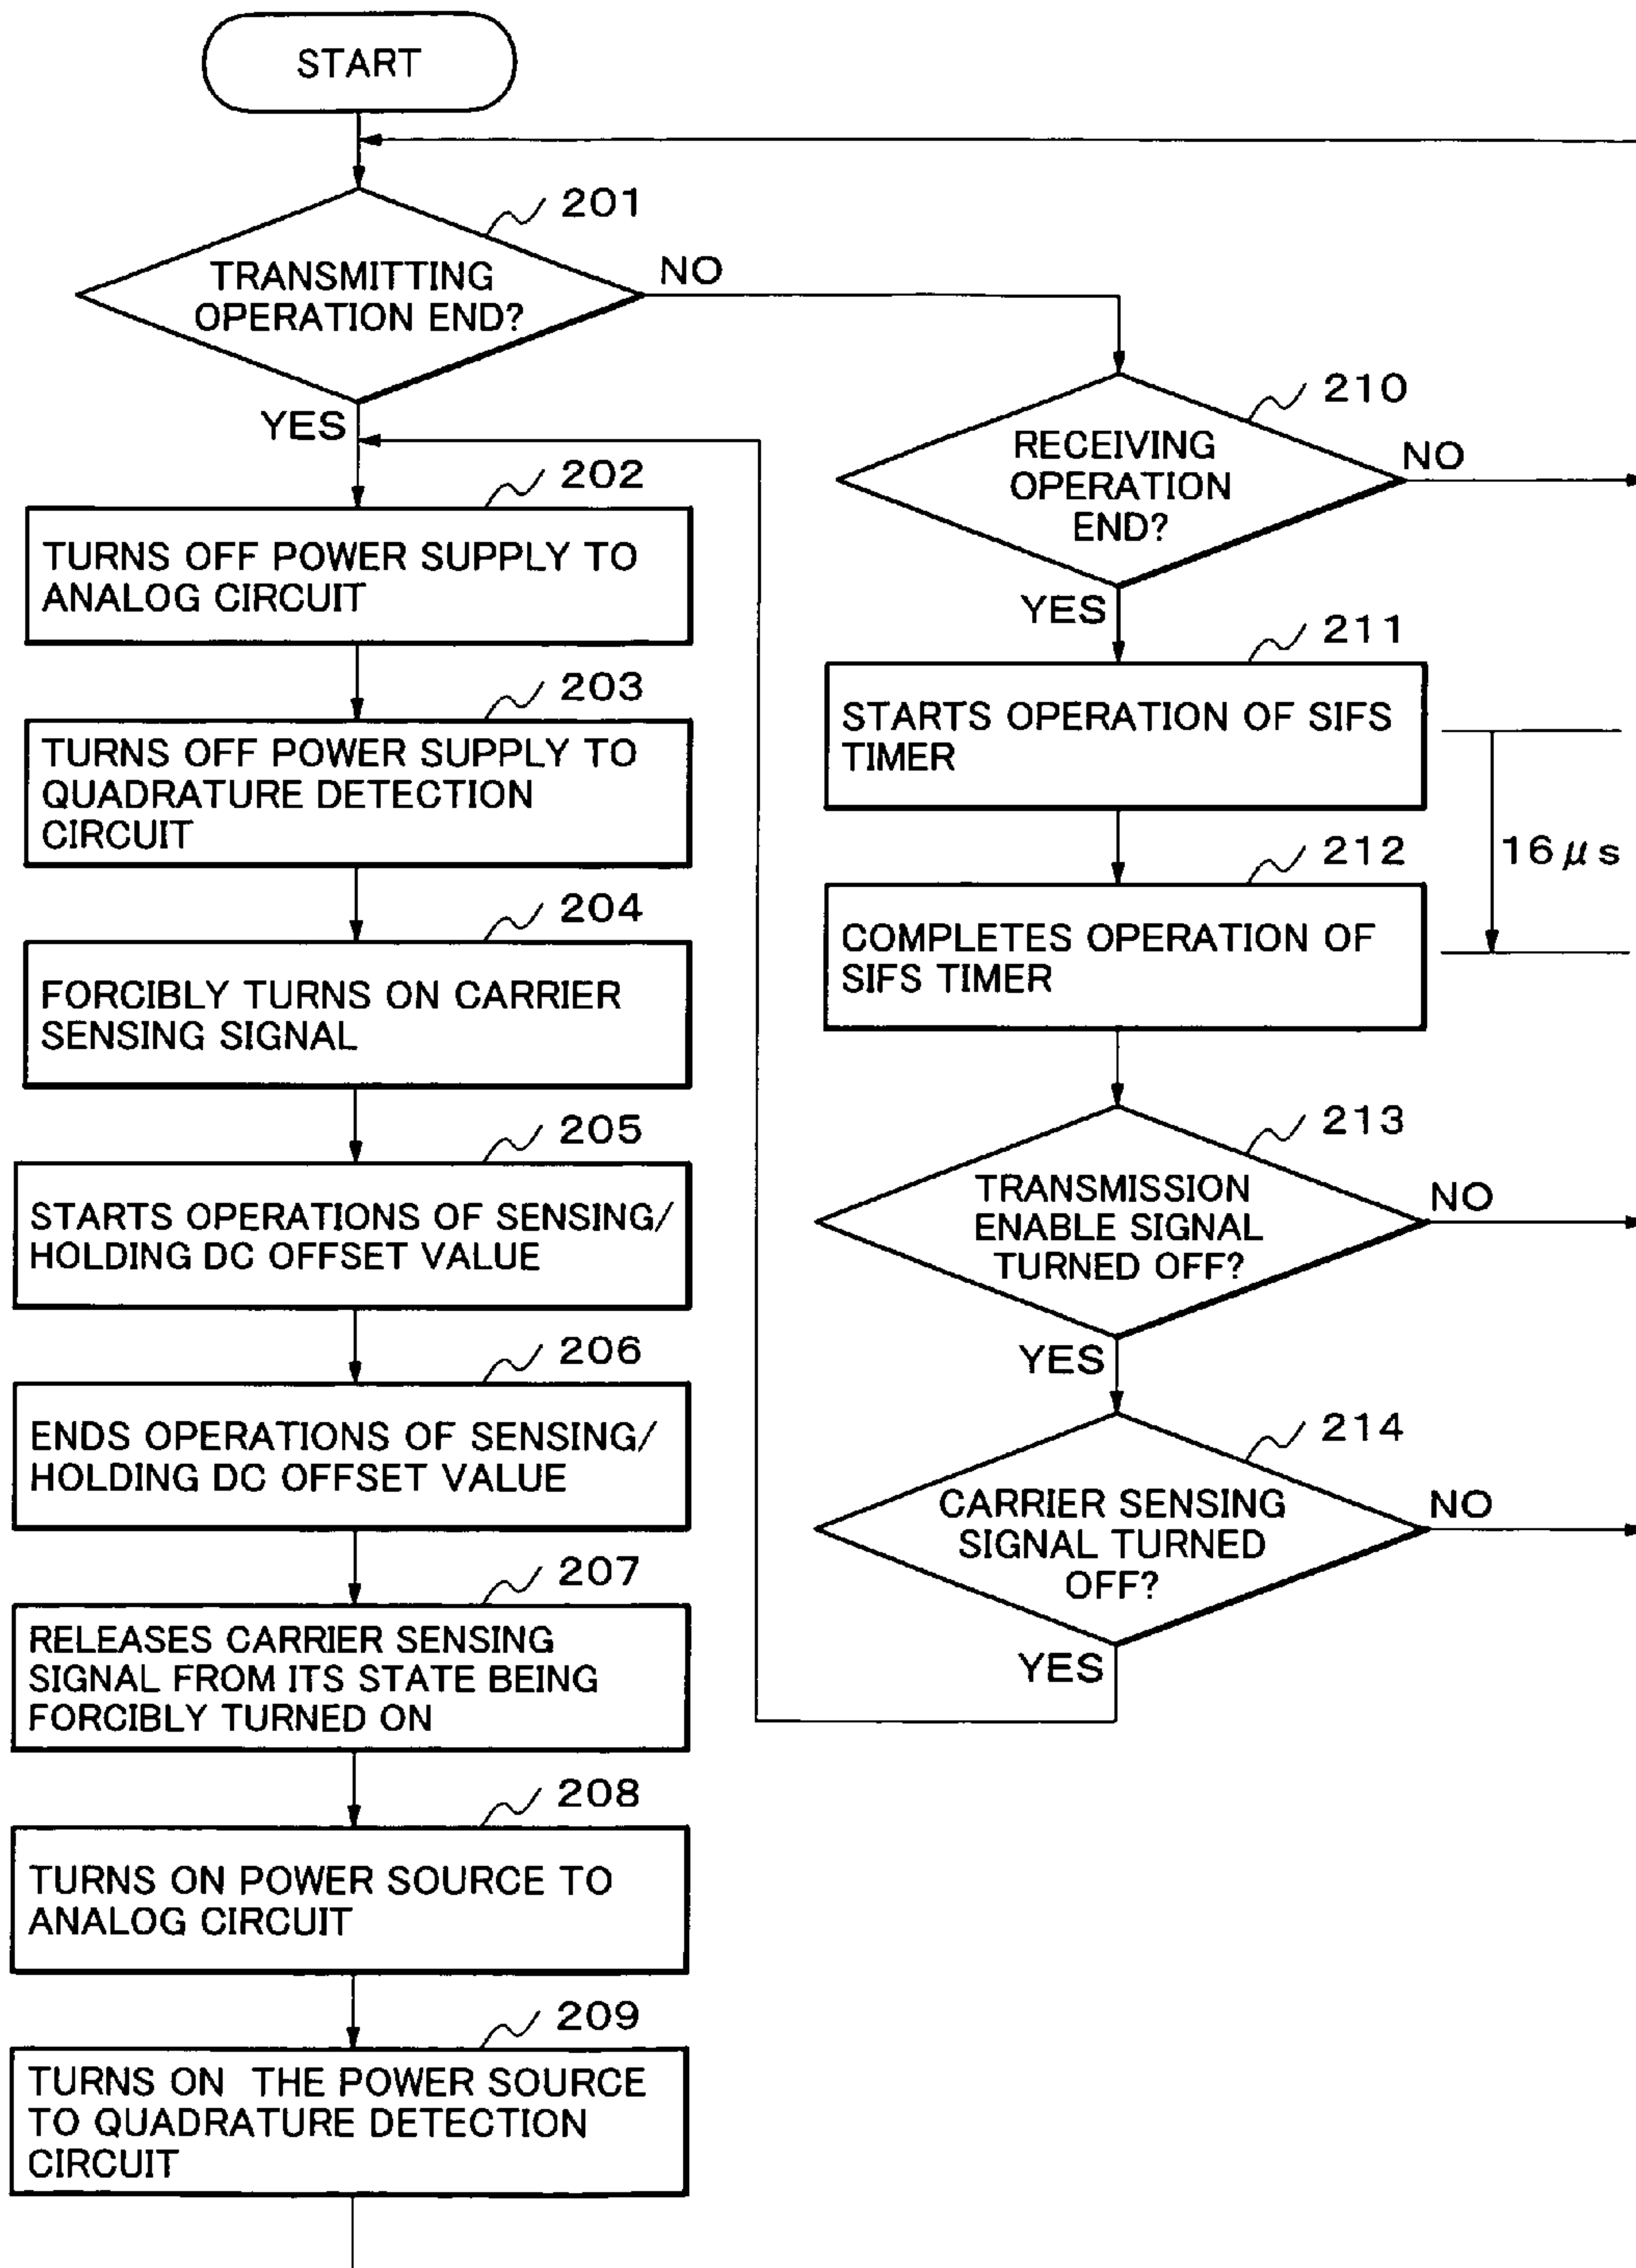 START
201
TRANSMITTING
OPERATION END?
NO
YES
202
TURNS OFF POWER SUPPLY TO
ANALOG CIRCUIT
203
TURNS OFF POWER SUPPLY TO
QUADRATURE DETECTION
CIRCUIT
204
FORCIBLY TURNS ON CARRIER
SENSING SIGNAL
205
STARTS OPERATIONS OF SENSING/
HOLDING DC OFFSET VALUE
206
ENDS OPERATIONS OF SENSING/
HOLDING DC OFFSET VALUE
207
RELEASES CARRIER SENSING
SIGNAL FROM ITS STATE BEING
FORCIBLY TURNED ON
208
TURNS ON POWER SOURCE TO
ANALOG CIRCUIT
209
TURNS ON THE POWER SOURCE
TO QUADRATURE DETECTION
CIRCUIT
210
RECEIVING
OPERATION
END?
NO
YES
211
STARTS OPERATION OF SIFS
TIMER
16μs
212
COMPLETES OPERATION OF
SIFS TIMER
213
TRANSMISSION
ENABLE SIGNAL
TURNED OFF?
NO
YES
214
CARRIER SENSING
SIGNAL TURNED
OFF?
NO
YES